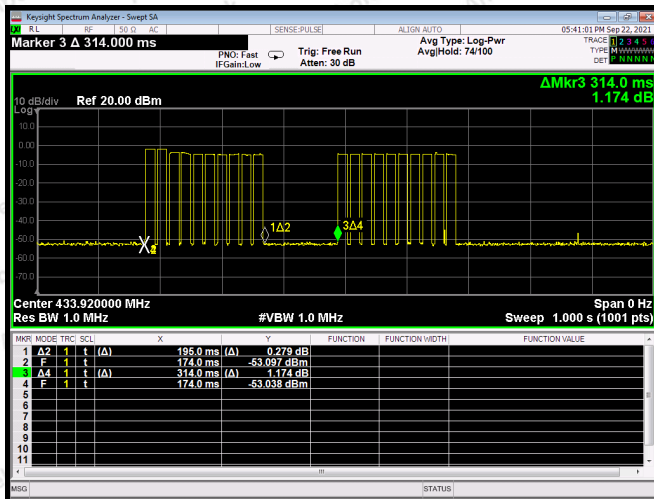 Keysight Spectrum Analyzer - Swept SA
RL RF 50 Ω AC SENSE:PULSE ALIGN AUTO 05:41:01 PM Sep 22, 2021
Marker 3 Δ 314.000 ms Avg Type: Log-Pwr TRACE 1 2 3 4 5 6
PNO: Fast Trig: Free Run Avg|Hold: 74/100 TYPE M
IFGain:Low Atten: 30 dB DET P N N N N N
ΔMkr3 314.0 ms
1.174 dB
10 dB/div Ref 20.00 dBm
Log
10.0
0.00
-10.0
-20.0
-30.0
-40.0
1Δ2 3Δ4
-50.0
-60.0
-70.0
Center 433.920000 MHz Span 0 Hz
Res BW 1.0 MHz #VBW 1.0 MHz Sweep 1.000 s (1001 pts)
MKR MODE TRC SCL X Y FUNCTION FUNCTION WIDTH FUNCTION VALUE
1 Δ2 1 t (Δ) 195.0 ms (Δ) 0.279 dB
2 F 1 t 174.0 ms -53.097 dBm
3 Δ4 1 t (Δ) 314.0 ms (Δ) 1.174 dB
4 F 1 t 174.0 ms -53.038 dBm
5
6
7
8
9
10
11
MSG STATUS